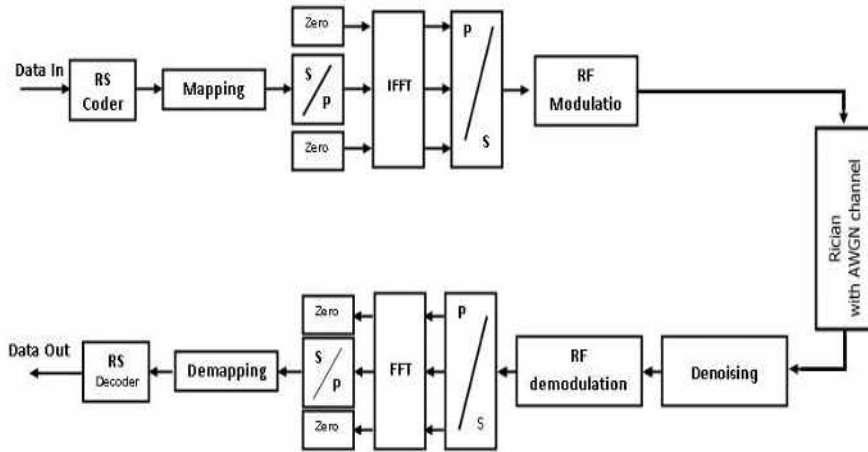 Data In
RS
Coder
Mapping
Zero
S
P
Zero
IFFT
P
S
RF
Modulatio
Rician
with AWGN channel
Data Out
RS
Decoder
Demapping
Zero
S
P
Zero
FFT
P
S
RF
demodulation
Denoising